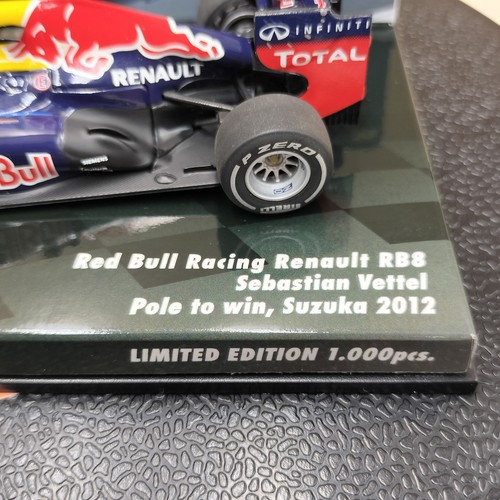 INFINITI
TOTAL
RENAULT
P ZERO
Bull
SIEMENS
PIRELLI
Red Bull Racing Renault RB8
Sebastian Vettel
Pole to win, Suzuka 2012
LIMITED EDITION 1.000pcs.